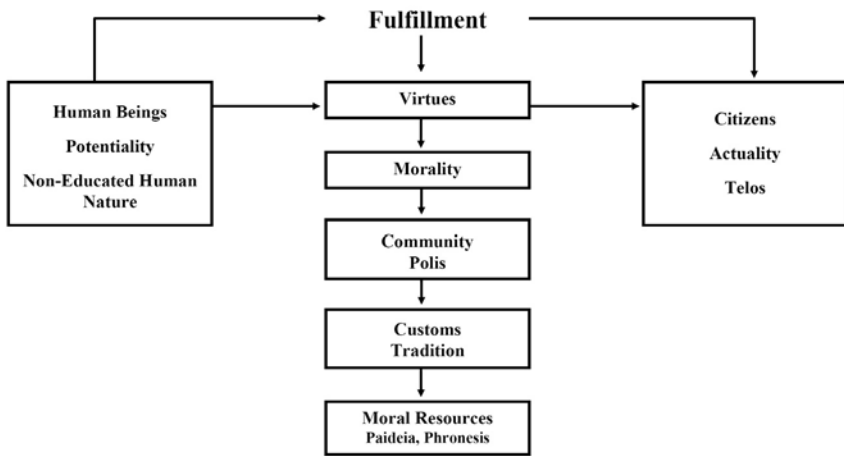 Fulfillment
Human Beings
Potentiality
Non-Educated Human
Nature
Virtues
Morality
Community
Polis
Customs
Tradition
Moral Resources
Paideia, Phronesis
Citizens
Actuality
Telos